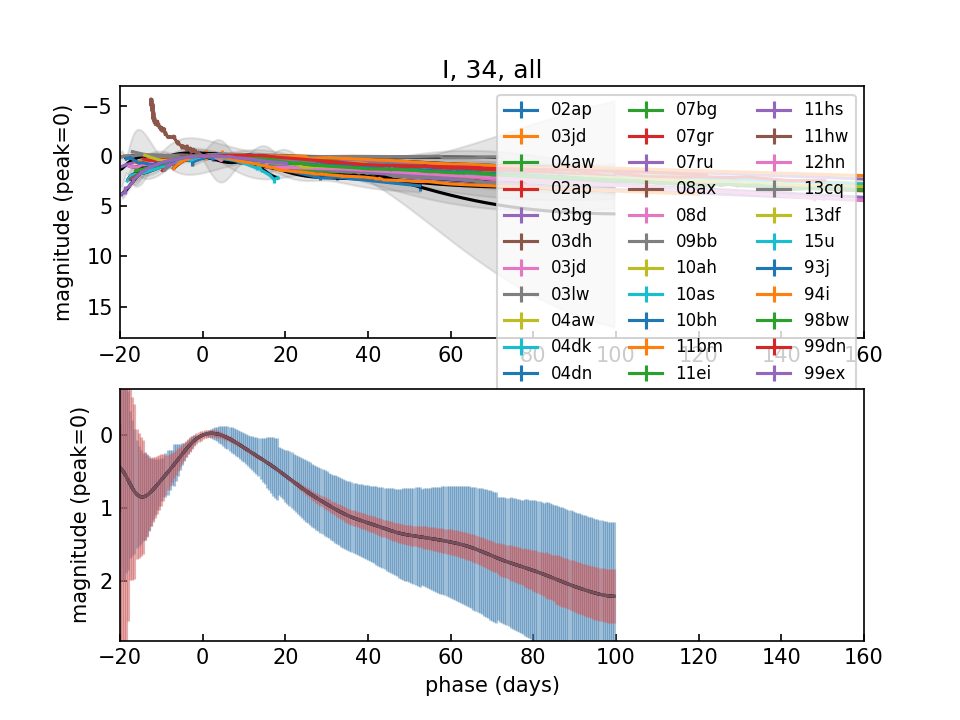 I, 34, all
magnitude (peak=0)
−5
0
5
10
15
02ap 07bg 11hs
03jd 07gr 11hw
04aw 07ru 12hn
02ap 08ax 13cq
03bg 08d 13df
03dh 09bb 15u
03jd 10ah 93j
03lw 10as 94i
04aw 10bh 98bw
04dk 11bm 99dn
04dn 11ei 99ex
−20 0 20 40 60 80 100 120 140 160
magnitude (peak=0)
0
1
2
−20 0 20 40 60 80 100 120 140 160
phase (days)